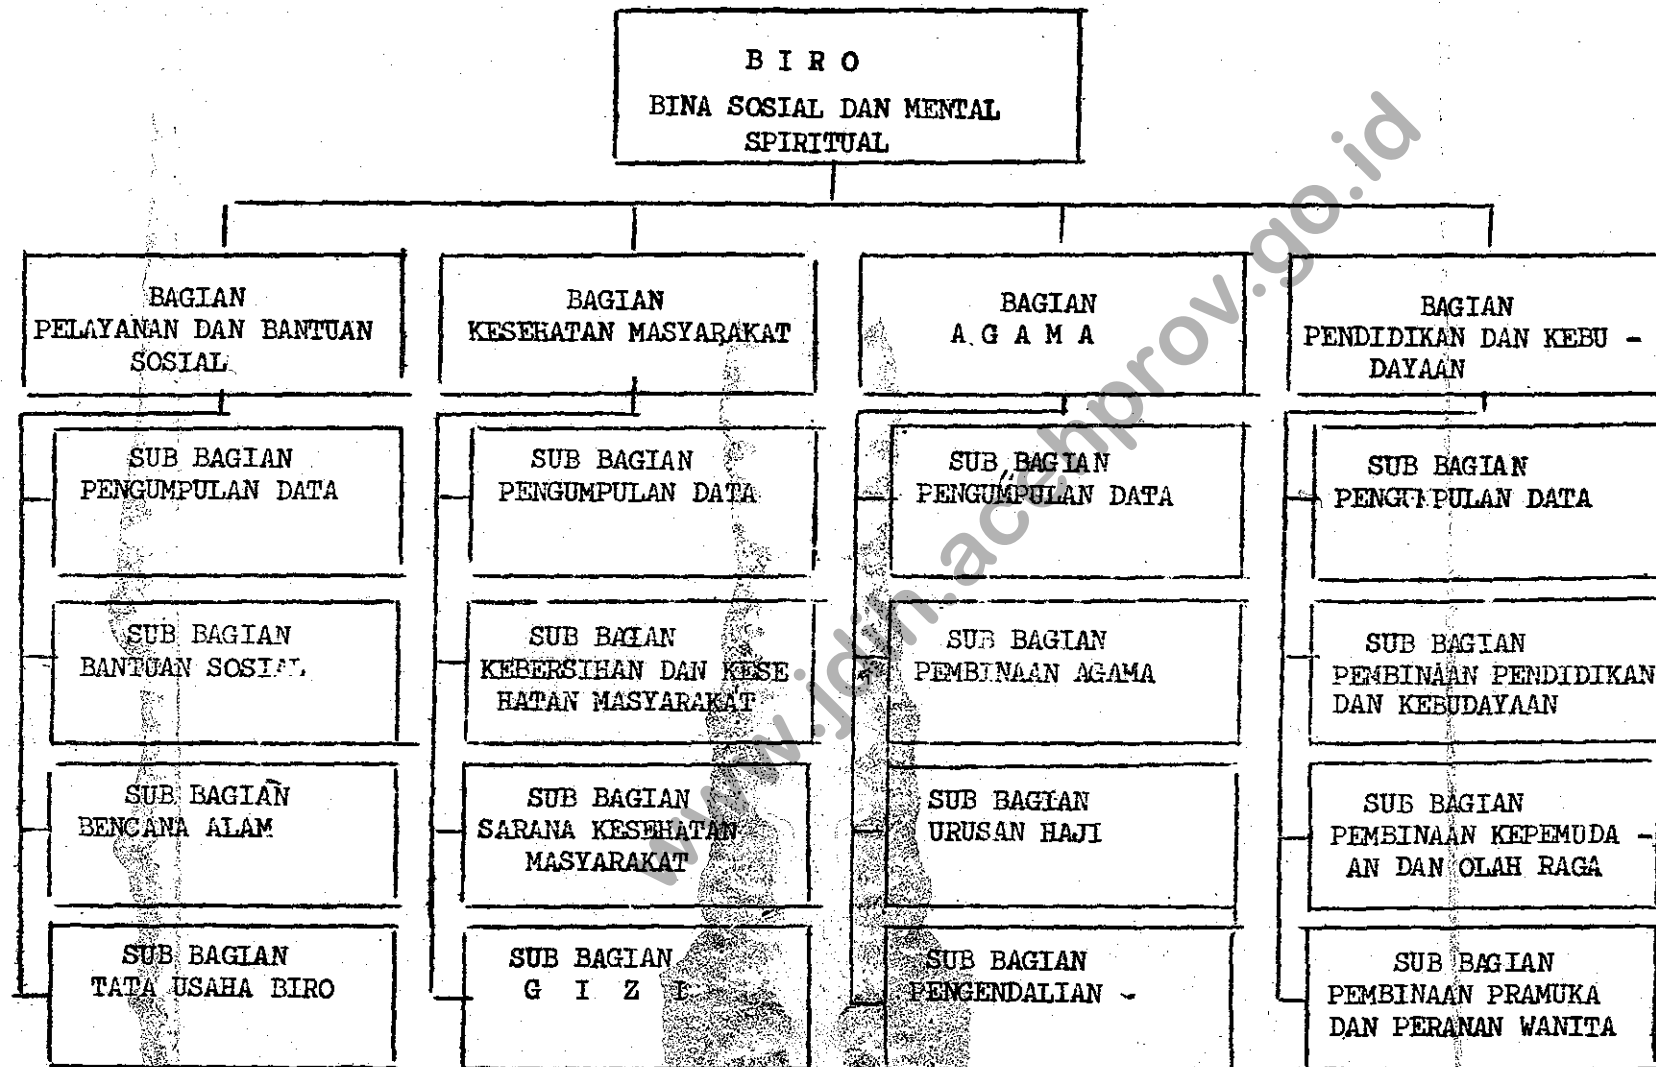 B I R O
BINA SOSIAL DAN MENTAL
SPIRITUAL
BAGIAN
PELAYANAN DAN BANTUAN
SOSIAL
SUB BAGIAN
PENGUMPULAN DATA
SUB BAGIAN
BANTUAN
SUB BAGIAN
BENCANA ALAM
SUB BAGIAN
TATA USAHA BIRO
BAGIAN
KESEHATAN MASYARAKAT
SUB BAGIAN
PENGUMPULAN DATA
SUB BAGIAN
KEBERSIHAN DAN KESE
HATAN MASYARAKAT
SUB BAGIAN
SARANA KESEHATAN
MASYARAKAT
SUB BAGIAN
G I Z I
BAGIAN
A G A M A
SUB BAGIAN
PENGUMPULAN DATA
SUB BAGIAN
PEMBINAAN AGAMA
SUB BAGIAN
URUSAN HAJI
SUB BAGIAN
PENGENDALIAN -
BAGIAN
PENDIDIKAN DAN KEBU -
DAYAAN
SUB BAGIAN
DATA
SUB BAGIAN
PEMBINAAN PENDIDIKAN
DAN KEBUDAYAAN
SUB BAGIAN
PEMBINAAN KEPEMUDA -
AN DAN OLAH RAGA
SUB BAGIAN
PEMBINAAN PRAMUKA
DAN PERANAN WANITA
www.jdih.acehprov.go.id